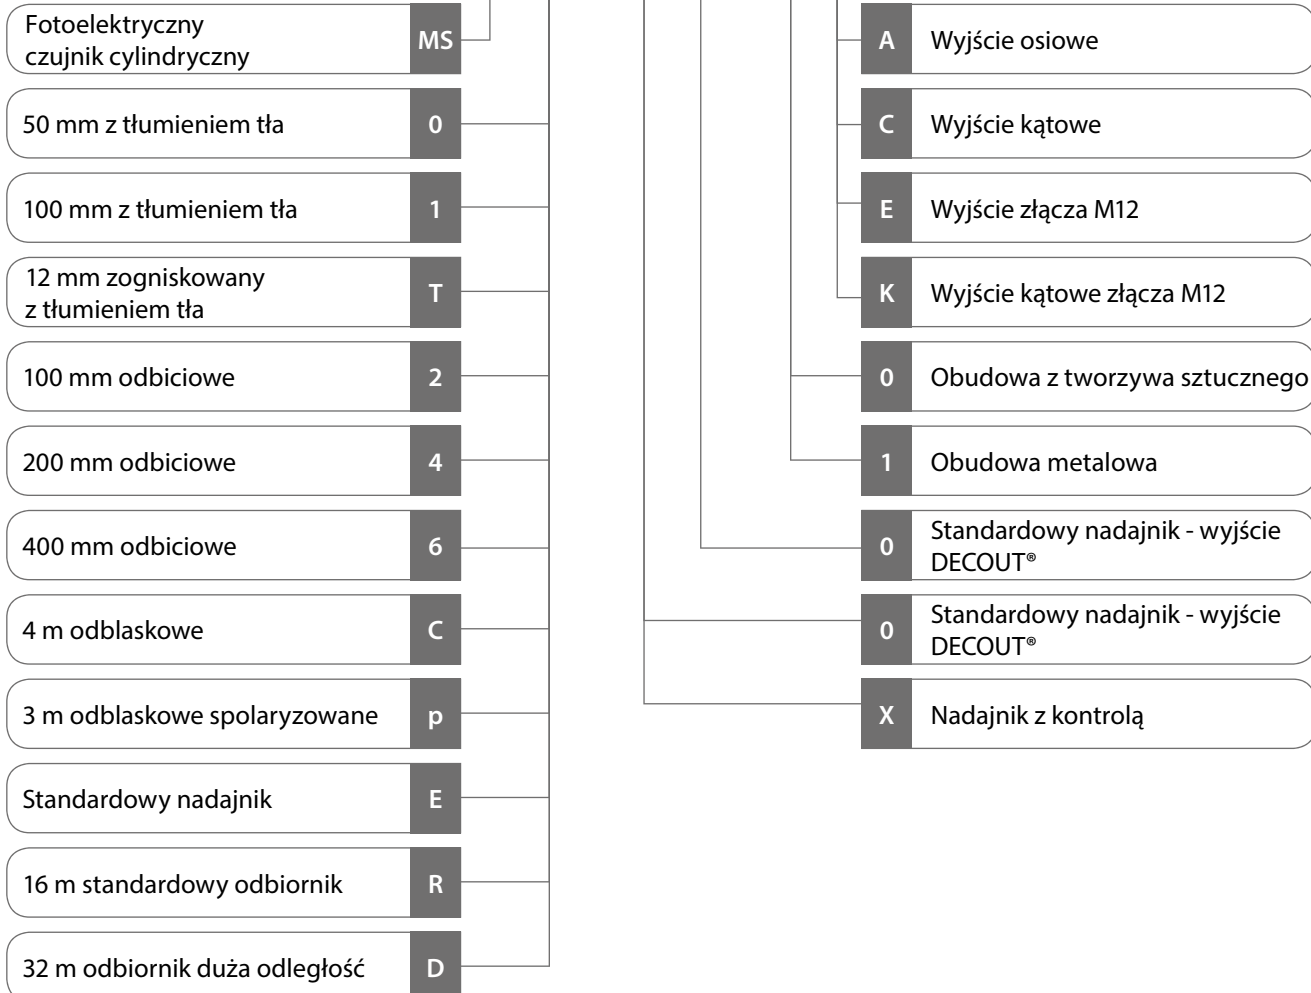 Fotoelektryczny
czujnik cylindryczny
MS
50 mm z tłumieniem tła
0
100 mm z tłumieniem tła
1
12 mm zogniskowany
z tłumieniem tła
T
100 mm odbiciowe
2
200 mm odbiciowe
4
400 mm odbiciowe
6
4 m odblaskowe
C
3 m odblaskowe spolaryzowane
p
Standardowy nadajnik
E
16 m standardowy odbiornik
R
32 m odbiornik duża odległość
D
A
Wyjście osiowe
C
Wyjście kątowe
E
Wyjście złącza M12
K
Wyjście kątowe złącza M12
0
Obudowa z tworzywa sztucznego
1
Obudowa metalowa
0
Standardowy nadajnik - wyjście
DECOUT®
0
Standardowy nadajnik - wyjście
DECOUT®
X
Nadajnik z kontrolą